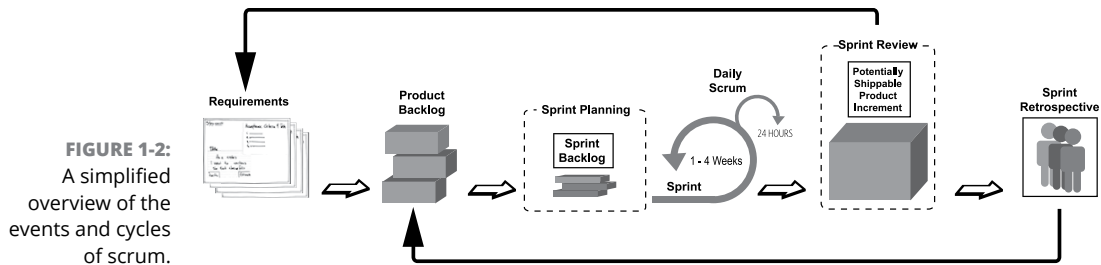 Sprint Review
Potentially
Shippable
Product
Increment
Daily
Scrum
24 HOURS
1 - 4 Weeks
Sprint
Sprint
Retrospective
Requirements
Product
Backlog
Sprint Planning
Sprint
Backlog
FIGURE 1-2:
A simplified
overview of the
events and cycles
of scrum.